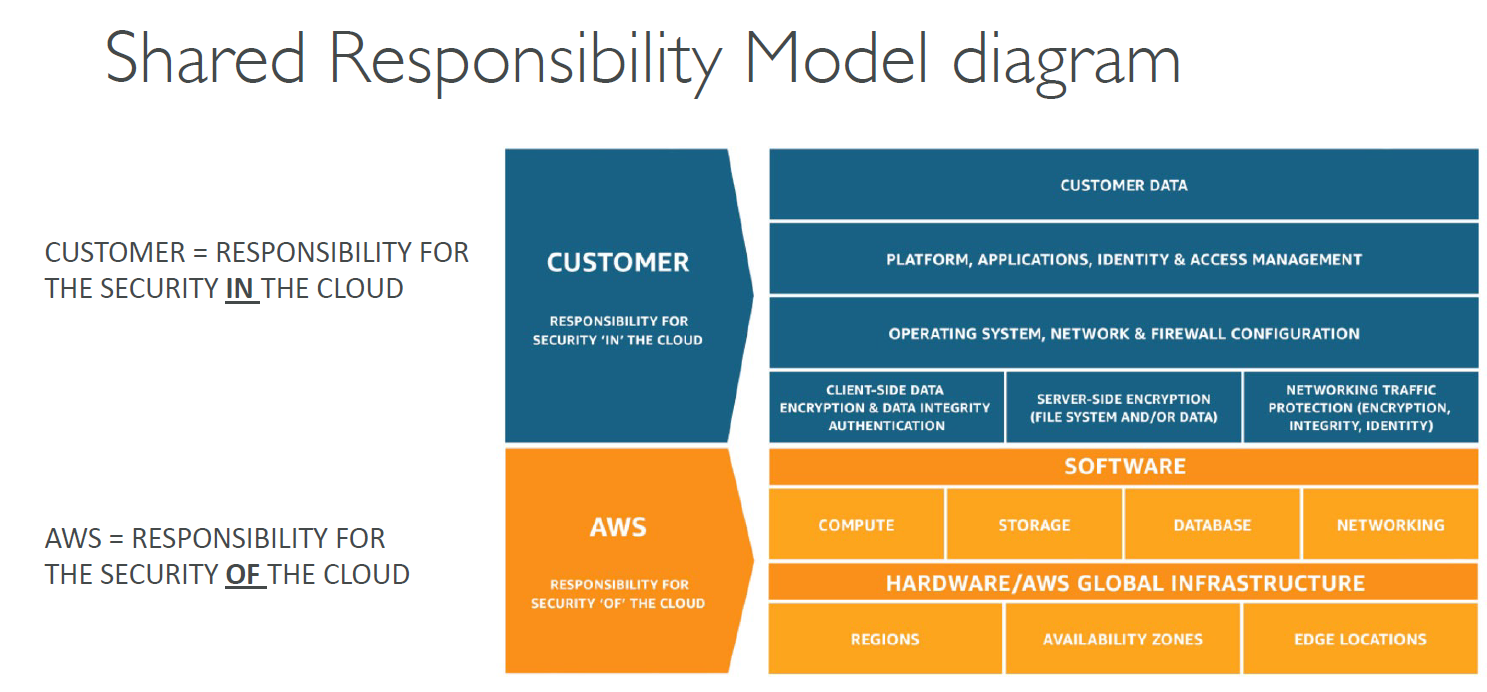 Shared Responsibility Model diagram
CUSTOMER = RESPONSIBILITY FOR
THE SECURITY IN THE CLOUD
CUSTOMER
RESPONSIBILITY FOR
SECURITY ‘IN’ THE CLOUD
CUSTOMER DATA
PLATFORM, APPLICATIONS, IDENTITY & ACCESS MANAGEMENT
OPERATING SYSTEM, NETWORK & FIREWALL CONFIGURATION
CLIENT-SIDE DATA
ENCRYPTION & DATA INTEGRITY
AUTHENTICATION
SERVER-SIDE ENCRYPTION
(FILE SYSTEM AND/OR DATA)
NETWORKING TRAFFIC
PROTECTION (ENCRYPTION,
INTEGRITY, IDENTITY)
AWS = RESPONSIBILITY FOR
THE SECURITY OF THE CLOUD
AWS
RESPONSIBILITY FOR
SECURITY ‘OF’ THE CLOUD
SOFTWARE
COMPUTE
STORAGE
DATABASE
NETWORKING
HARDWARE/AWS GLOBAL INFRASTRUCTURE
REGIONS
AVAILABILITY ZONES
EDGE LOCATIONS